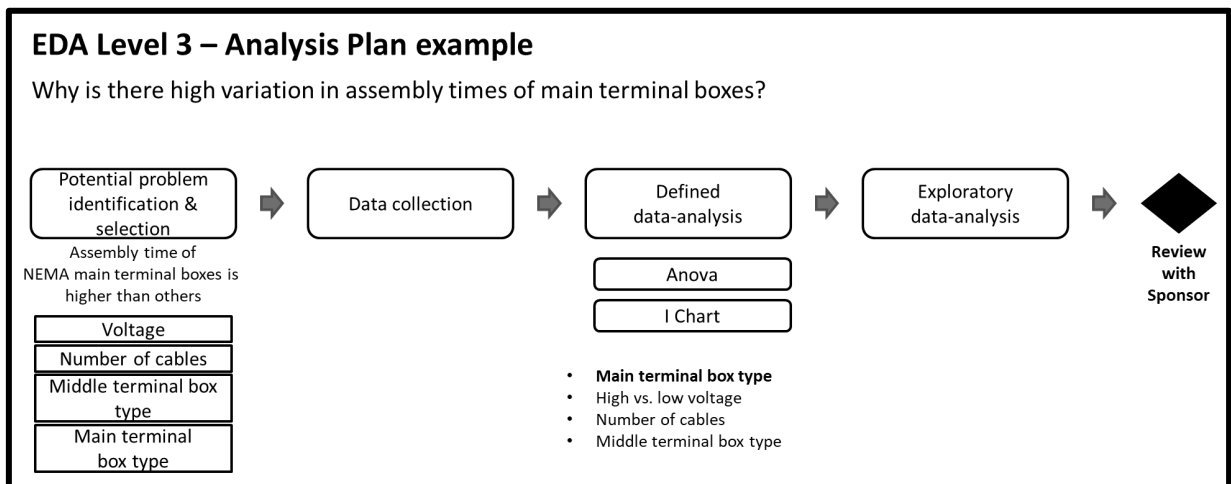 EDA Level 3 – Analysis Plan example
Why is there high variation in assembly times of main terminal boxes?
Potential problem
identification &
selection
Assembly time of
NEMA main terminal boxes is
higher than others
Voltage
Number of cables
Middle terminal box
type
Main terminal
box type
Data collection
Defined
data-analysis
Anova
I Chart
• Main terminal box type
• High vs. low voltage
• Number of cables
• Middle terminal box type
Exploratory
data-analysis
Review
with
Sponsor